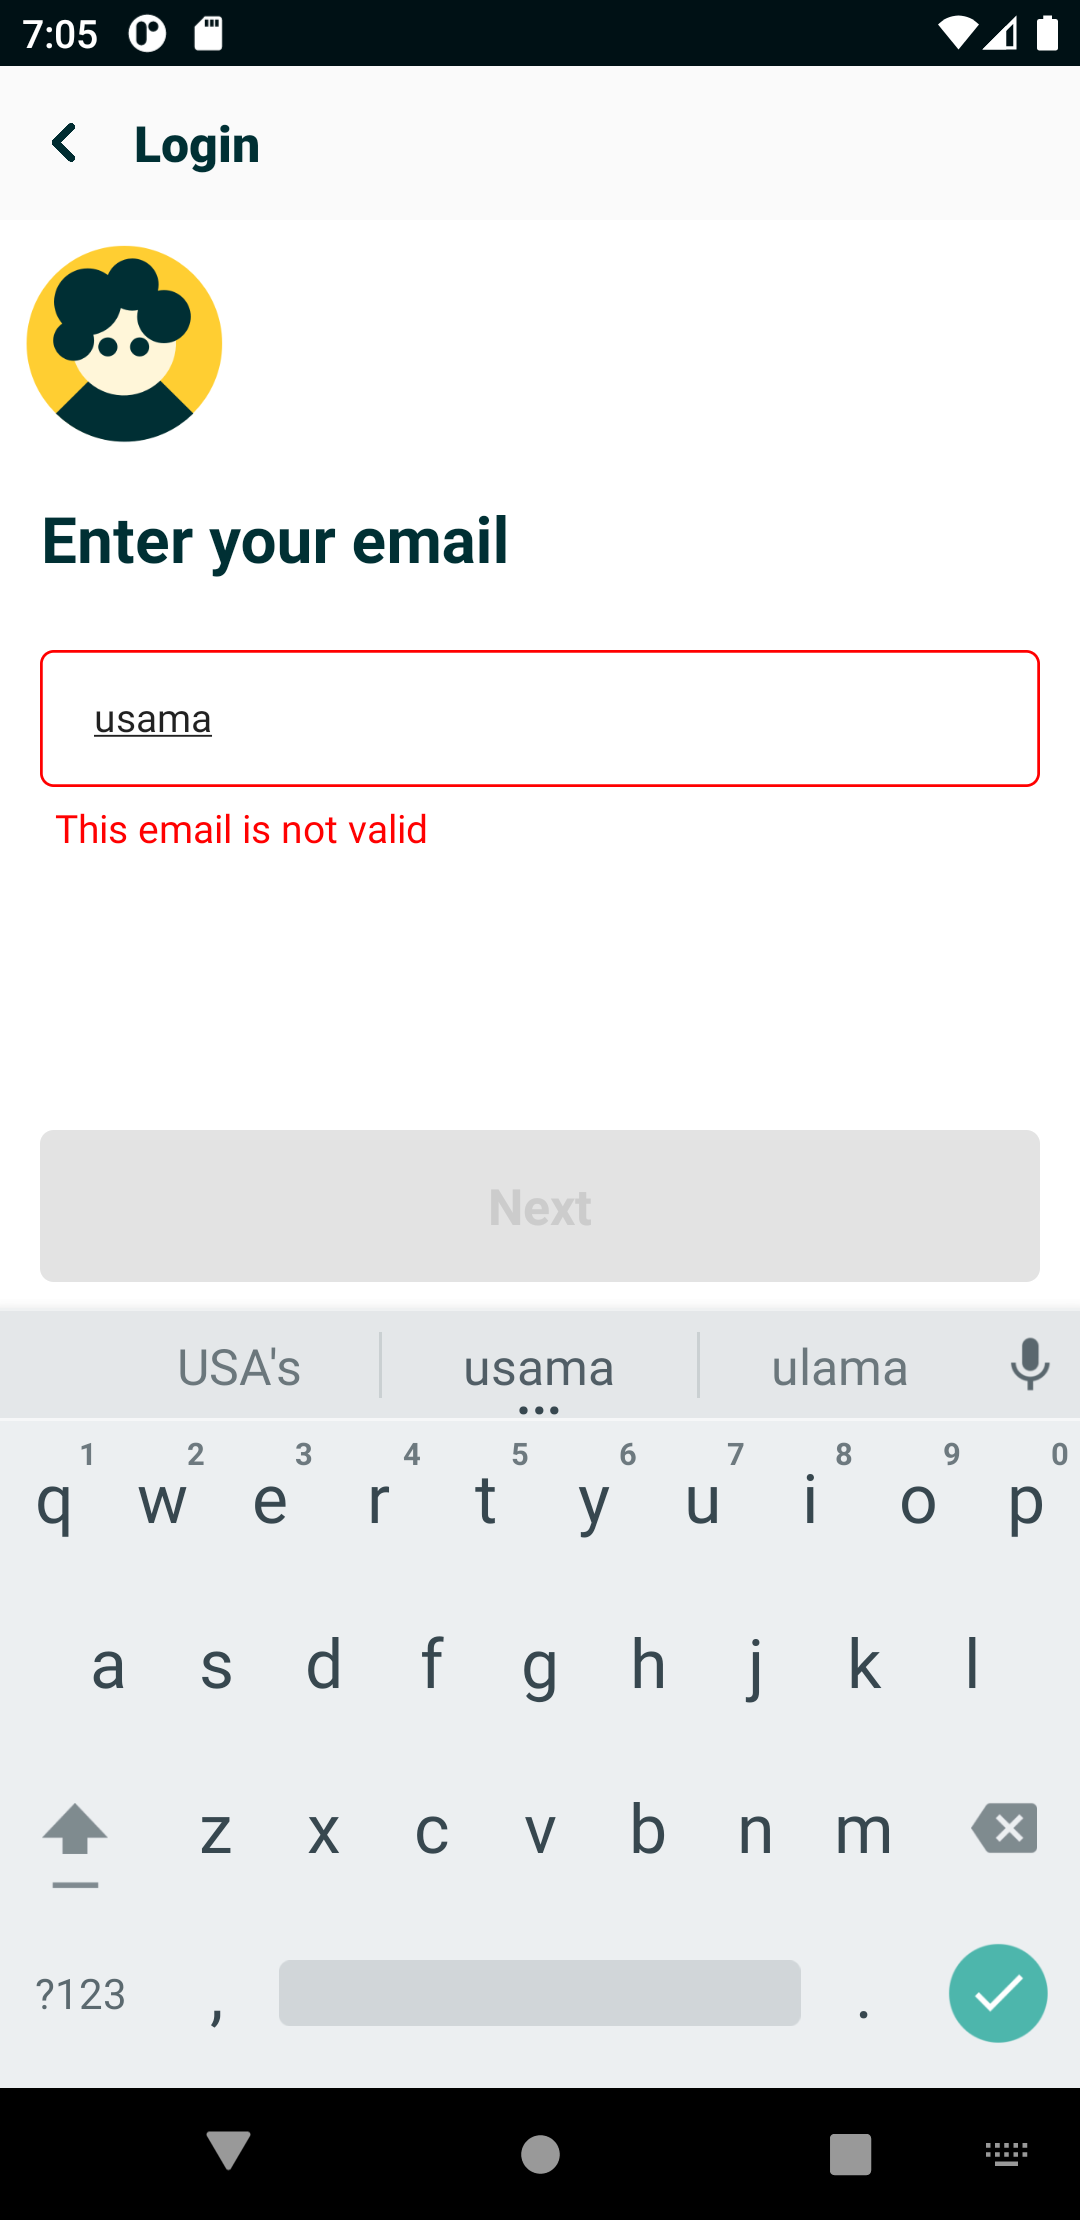 7:05
Login
Enter your email
usama
This email is not valid
Next
USA's usama ulama
1 2 3 4 5 6 7 8 9 0
q w e r t y u i o p
a s d f g h j k l
z x c v b n m
?123 , .